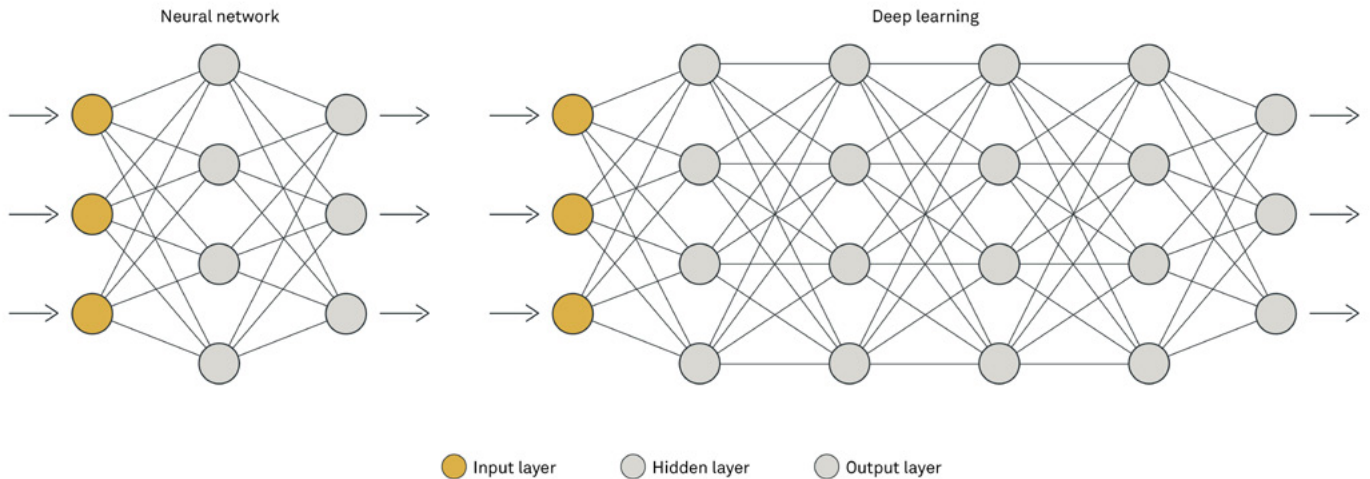 Neural network
Deep learning
Input layer
Hidden layer
Output layer